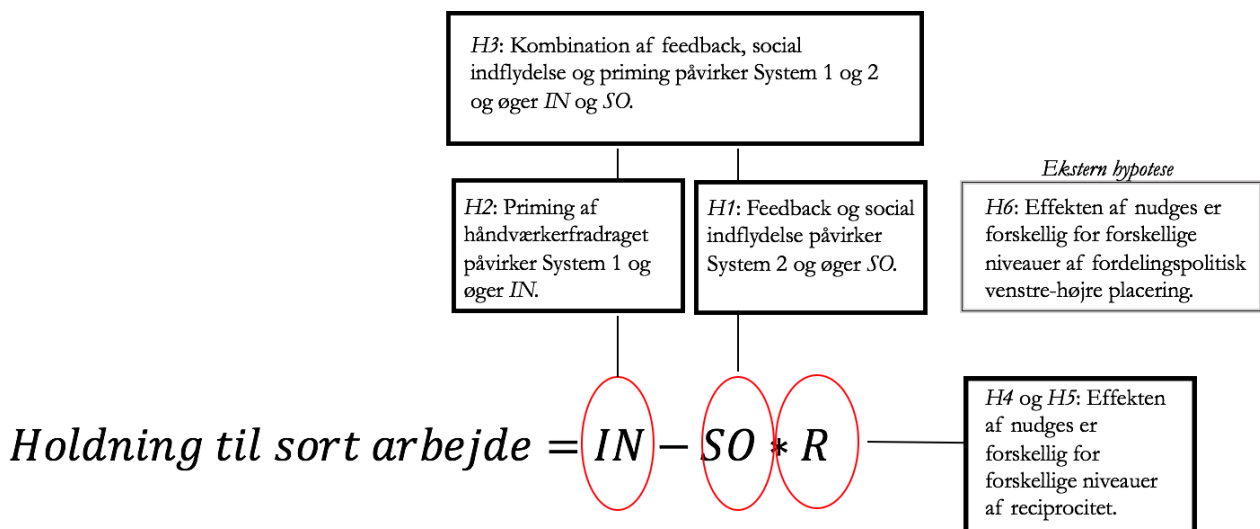 H3: Kombination af feedback, social
indflydelse og priming påvirker System 1 og 2
og øger IN og SO.
Ekstern hypotese
H2: Priming af
håndværkerfradraget
påvirker System 1 og
øger IN.
H1: Feedback og social
indflydelse påvirker
System 2 og øger SO.
H6: Effekten af nudges er
forskellig for forskellige
niveauer af fordelingspolitisk
venstre-højre placering.
Holdning til sort arbejde = IN − SO * R
H4 og H5: Effekten
af nudges er
forskellig for
forskellige niveauer
af reciprocitet.